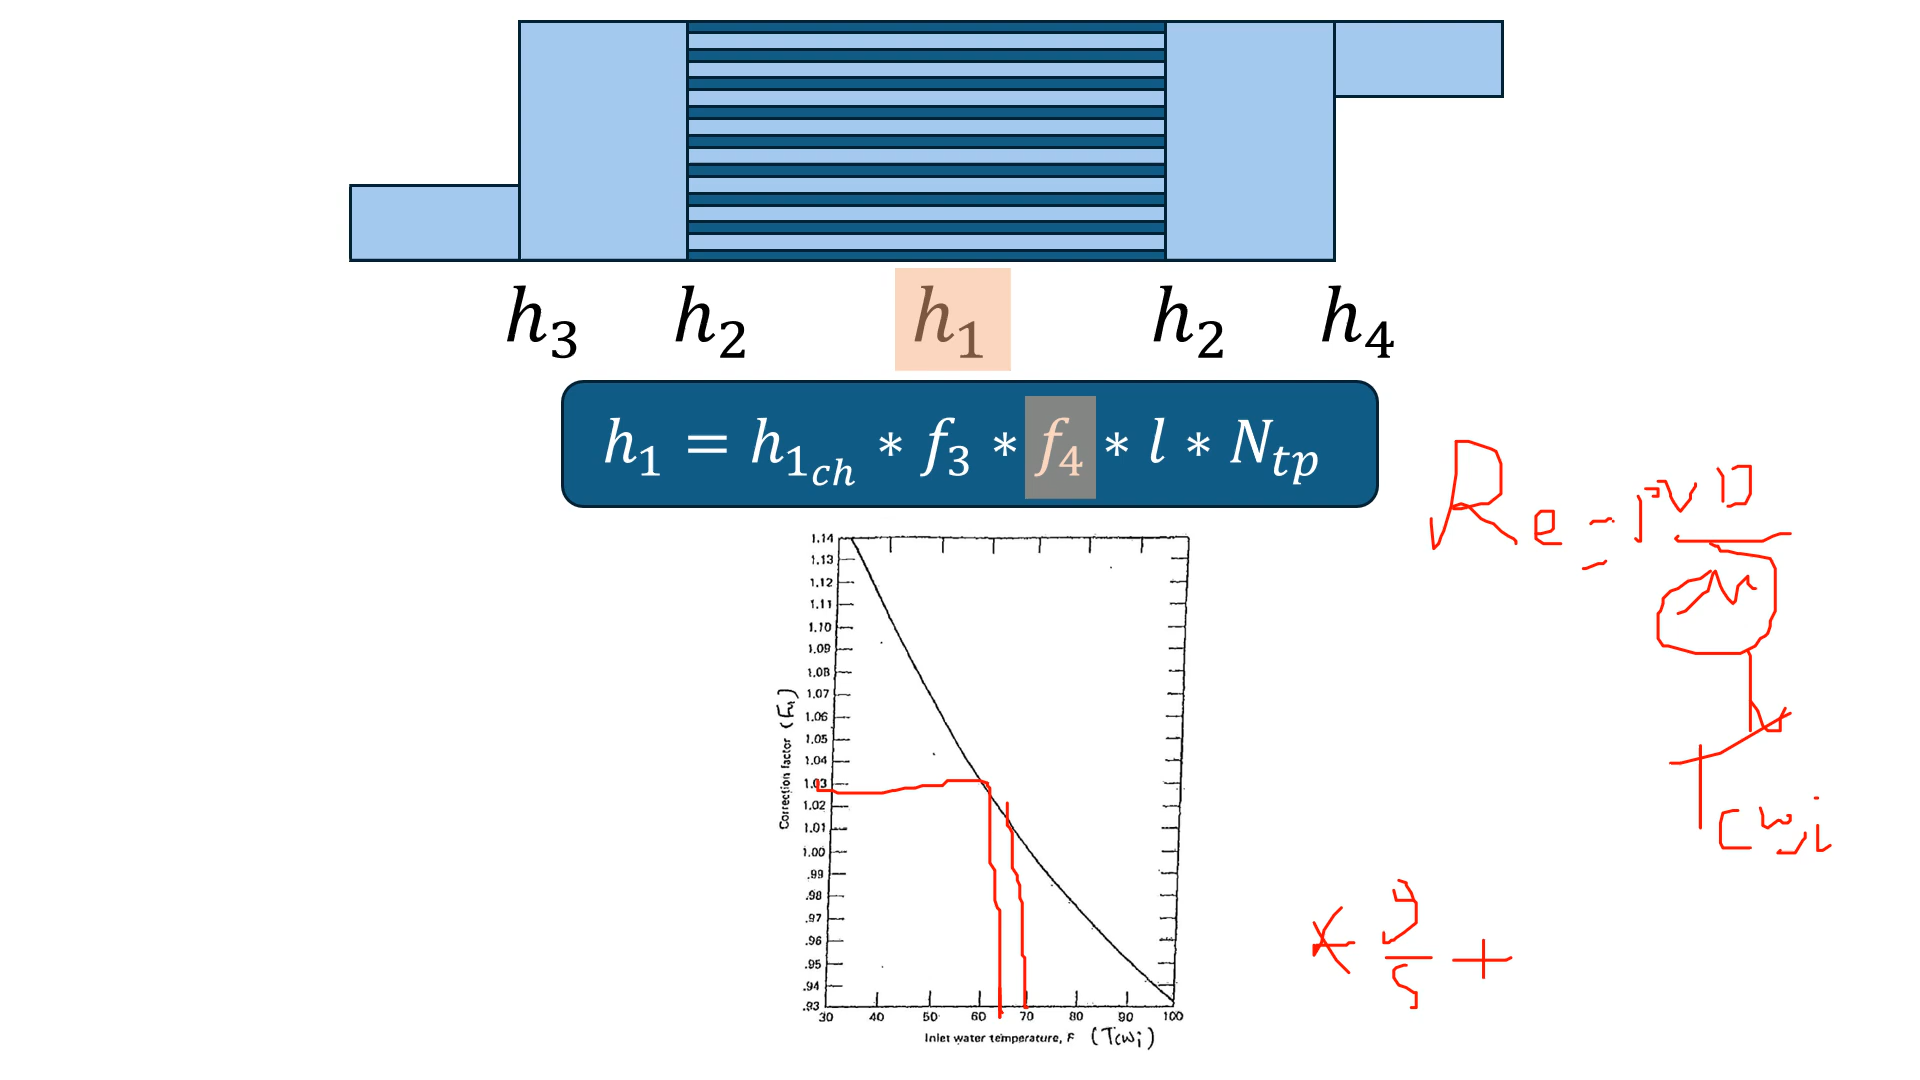 h₃ h₂ h₁ h₂ h₄
h₁ = h₁ch * f₃ * f₄ * l * Nₜₚ
Re = ρVD
μ
Tcw,i
* 9/5 +
1.14
1.13
1.12
1.11
1.10
1.09
1.08
1.07
1.06
1.05
1.04
1.03
1.02
1.01
1.00
.99
.98
.97
.96
.95
.94
.93
Correction factor (F₄)
30 40 50 60 70 80 90 100
Inlet water temperature, F (Tcwi)